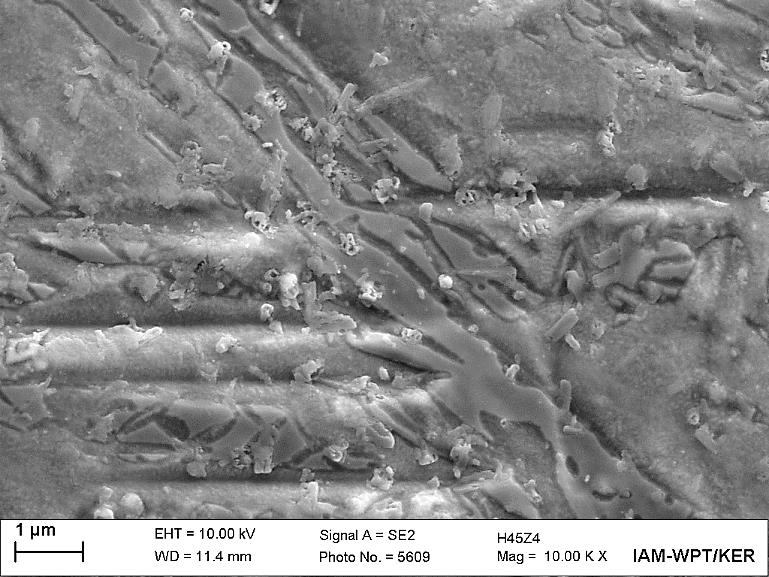 1 µm
EHT = 10.00 kV
WD = 11.4 mm
Signal A = SE2
Photo No. = 5609
H45Z4
Mag = 10.00 K X
IAM-WPT/KER